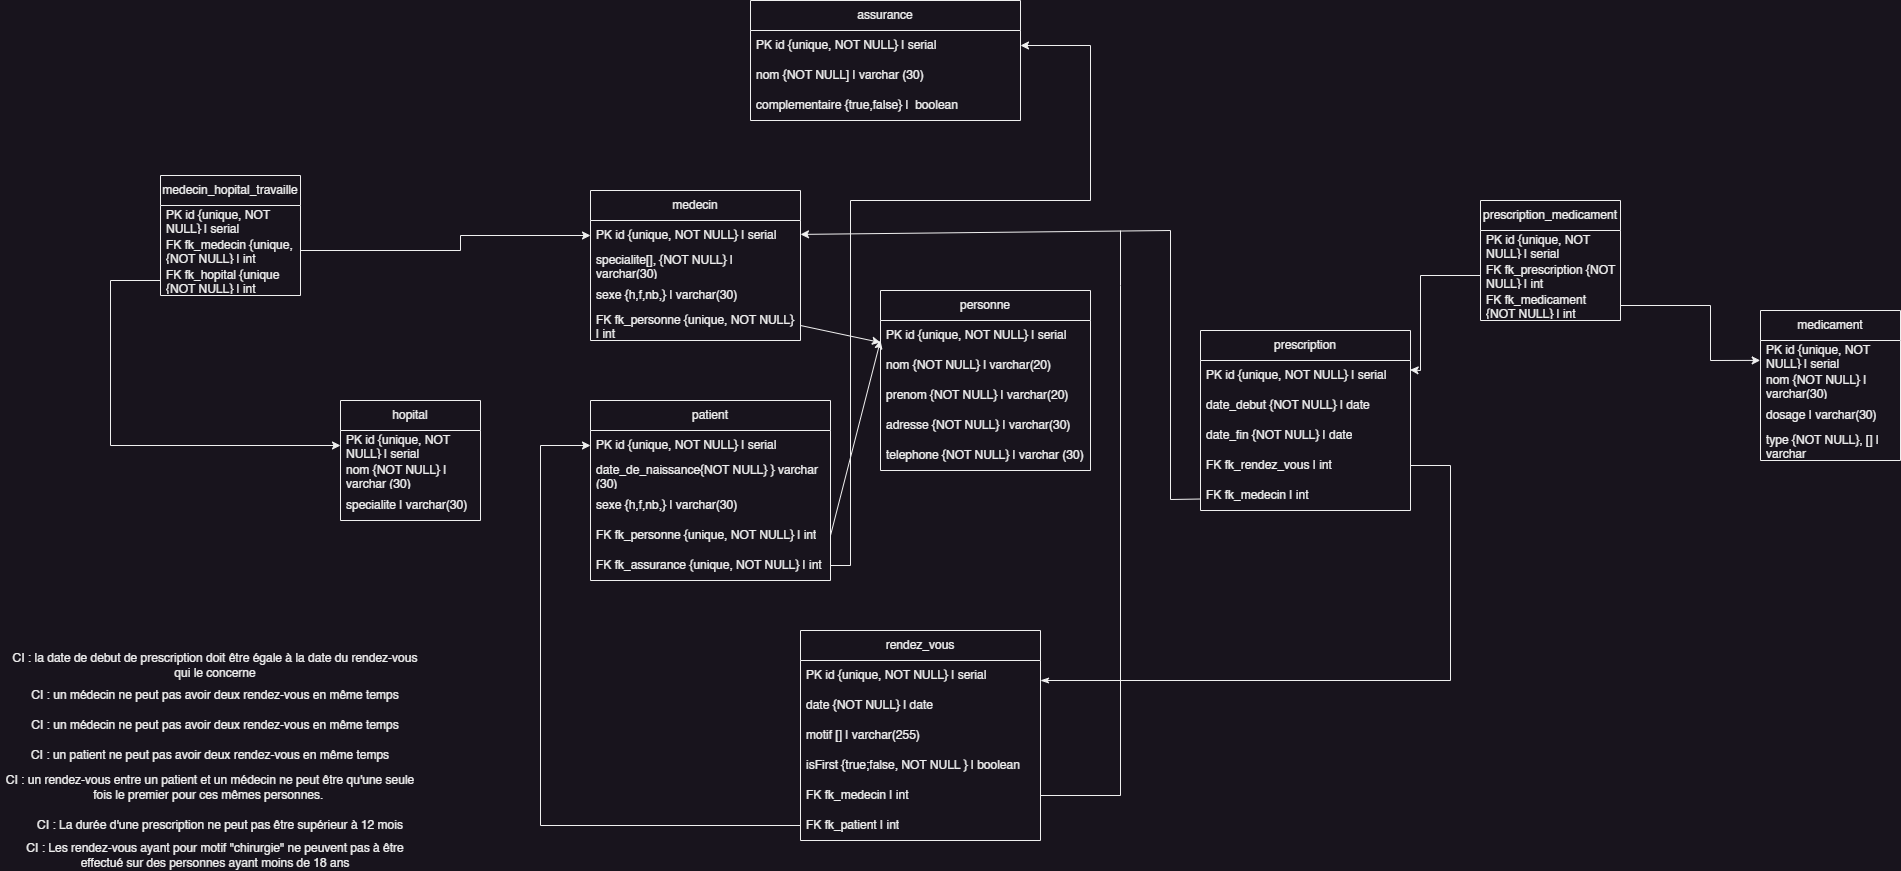 assurance
PK id {unique, NOT NULL} | serial
nom {NOT NULL] | varchar (30)
complementaire {true,false} |  boolean
medecin_hopital_travaille
PK id {unique, NOT
NULL} | serial
FK fk_medecin {unique,
{NOT NULL} | int
FK fk_hopital {unique
{NOT NULL} | int
medecin
PK id {unique, NOT NULL} | serial
specialite[], {NOT NULL} |
varchar(30)
sexe {h,f,nb,} | varchar(30)
FK fk_personne {unique, NOT NULL}
| int
personne
PK id {unique, NOT NULL} | serial
nom {NOT NULL} | varchar(20)
prenom {NOT NULL} | varchar(20)
adresse {NOT NULL} | varchar(30)
telephone {NOT NULL} | varchar (30)
prescription_medicament
PK id {unique, NOT
NULL} | serial
FK fk_prescription {NOT
NULL} | int
FK fk_medicament
{NOT NULL} | int
medicament
PK id {unique, NOT
NULL} | serial
nom {NOT NULL} |
varchar(30)
dosage | varchar(30)
type {NOT NULL}, [] |
varchar
prescription
PK id {unique, NOT NULL} | serial
date_debut {NOT NULL} | date
date_fin {NOT NULL} | date
FK fk_rendez_vous | int
FK fk_medecin | int
hopital
PK id {unique, NOT
NULL} | serial
nom {NOT NULL} |
varchar (30)
specialite | varchar(30)
patient
PK id {unique, NOT NULL} | serial
date_de_naissance{NOT NULL} } varchar
(30)
sexe {h,f,nb,} | varchar(30)
FK fk_personne {unique, NOT NULL} | int
FK fk_assurance {unique, NOT NULL} | int
rendez_vous
PK id {unique, NOT NULL} | serial
date {NOT NULL} | date
motif [] | varchar(255)
isFirst {true;false, NOT NULL } | boolean
FK fk_medecin | int
FK fk_patient | int
CI : la date de debut de prescription doit être égale à la date du rendez-vous
qui le concerne
CI : un médecin ne peut pas avoir deux rendez-vous en même temps
CI : un médecin ne peut pas avoir deux rendez-vous en même temps
CI : un patient ne peut pas avoir deux rendez-vous en même temps
CI : un rendez-vous entre un patient et un médecin ne peut être qu'une seule
fois le premier pour ces mêmes personnes.
CI : La durée d'une prescription ne peut pas être supérieur à 12 mois
CI : Les rendez-vous ayant pour motif "chirurgie" ne peuvent pas à être
effectué sur des personnes ayant moins de 18 ans